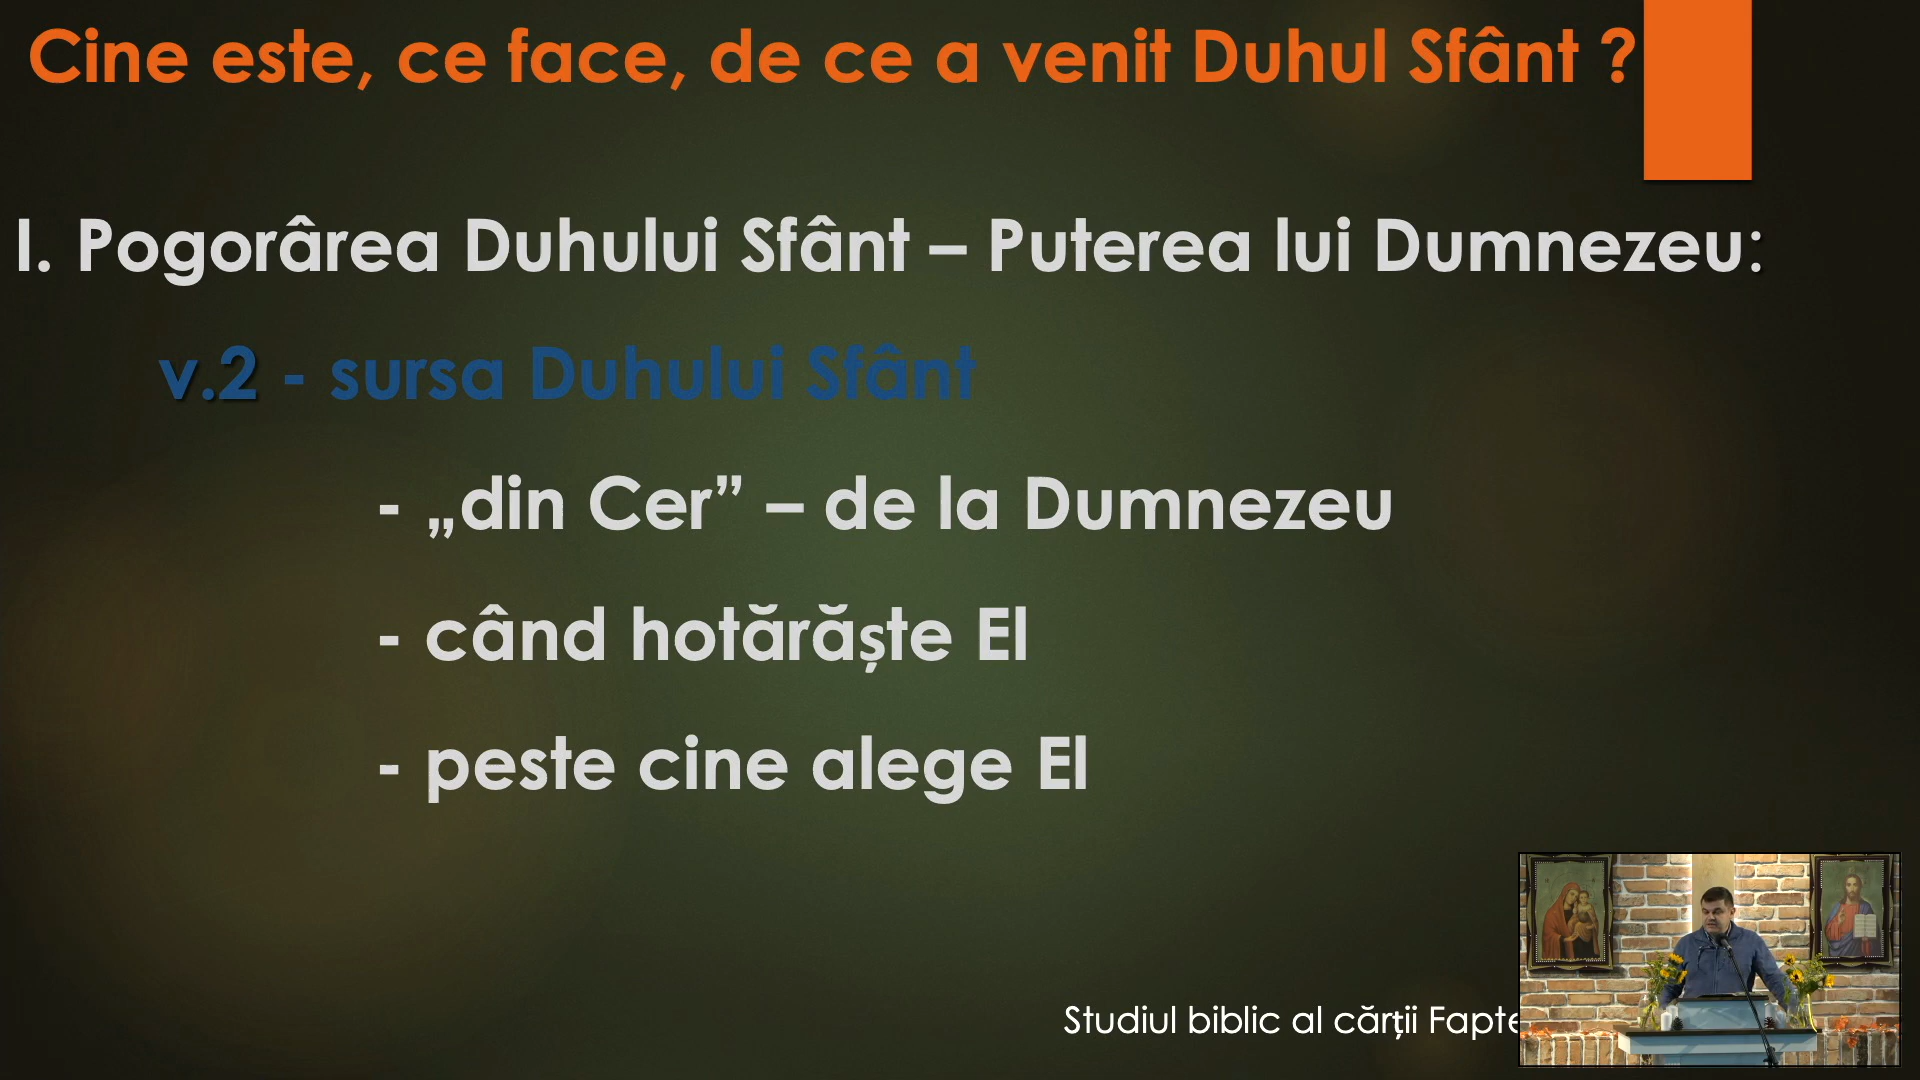 Cine este, ce face, de ce a venit Duhul Sfânt ?
I. Pogorârea Duhului Sfânt – Puterea lui Dumnezeu:
v.2 - sursa Duhului Sfânt
- „din Cer” – de la Dumnezeu
- când hotărăște El
- peste cine alege El
Studiul biblic al cărții Fapte